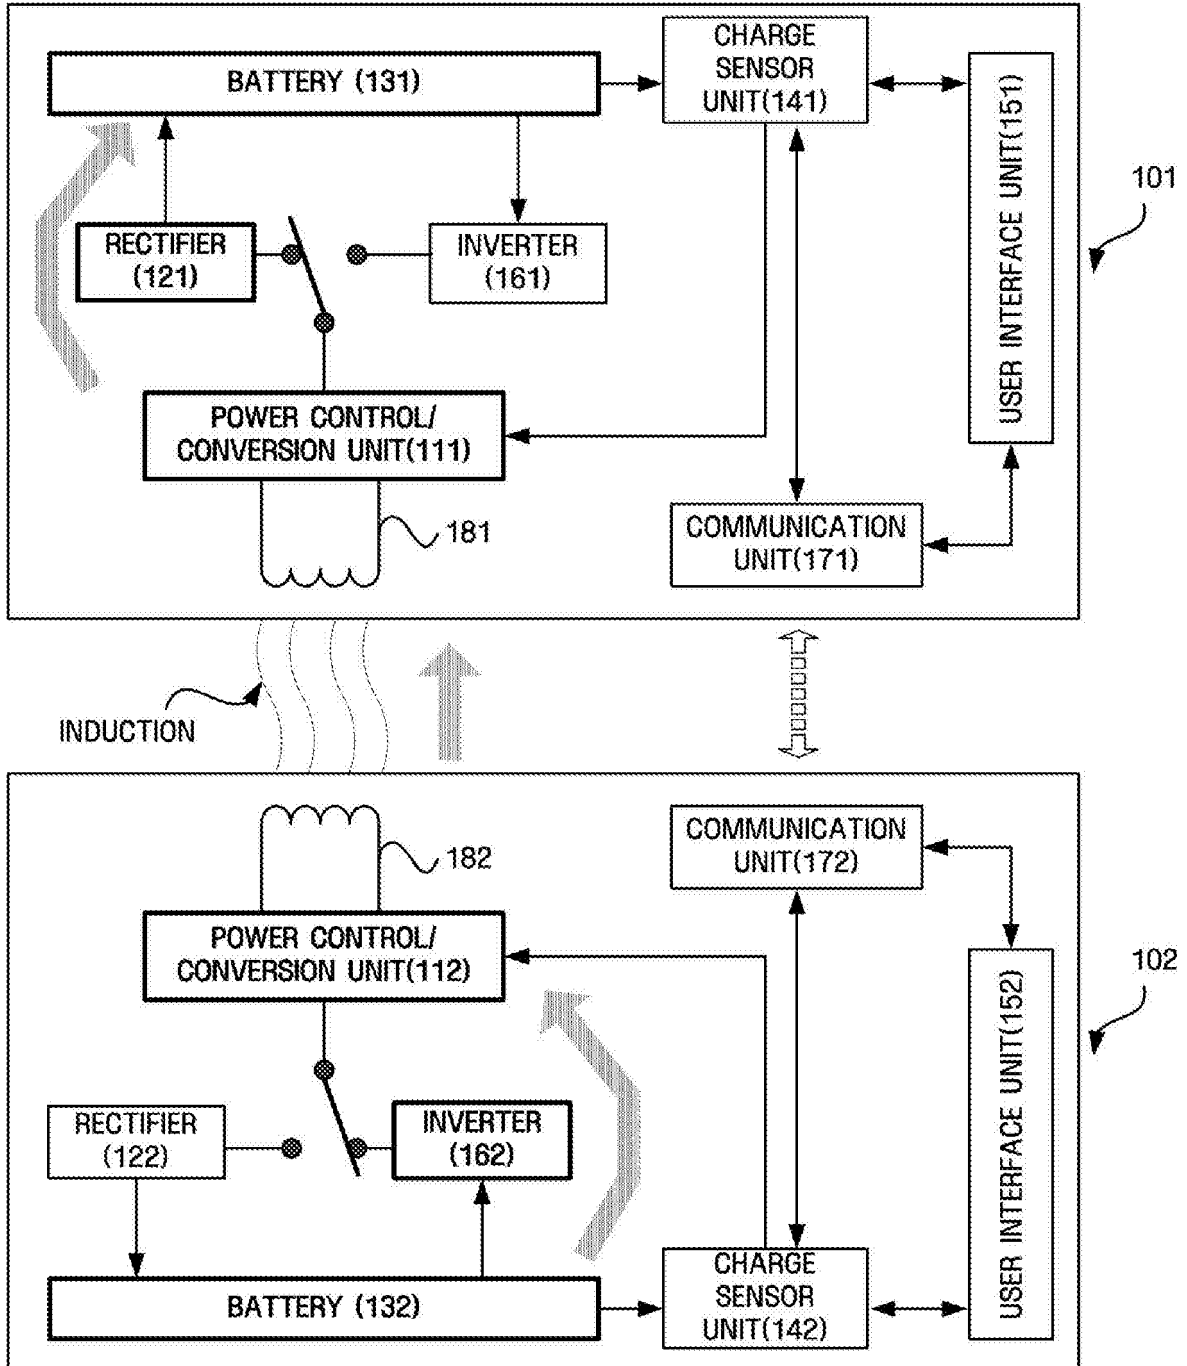 BATTERY (131)
CHARGE
SENSOR
UNIT(141)
USER INTERFACE UNIT(151)
101
RECTIFIER
(121)
INVERTER
(161)
POWER CONTROL/
CONVERSION UNIT(111)
181
COMMUNICATION
UNIT(171)
INDUCTION
182
COMMUNICATION
UNIT(172)
POWER CONTROL/
CONVERSION UNIT(112)
102
USER INTERFACE UNIT(152)
RECTIFIER
(122)
INVERTER
(162)
BATTERY (132)
CHARGE
SENSOR
UNIT(142)